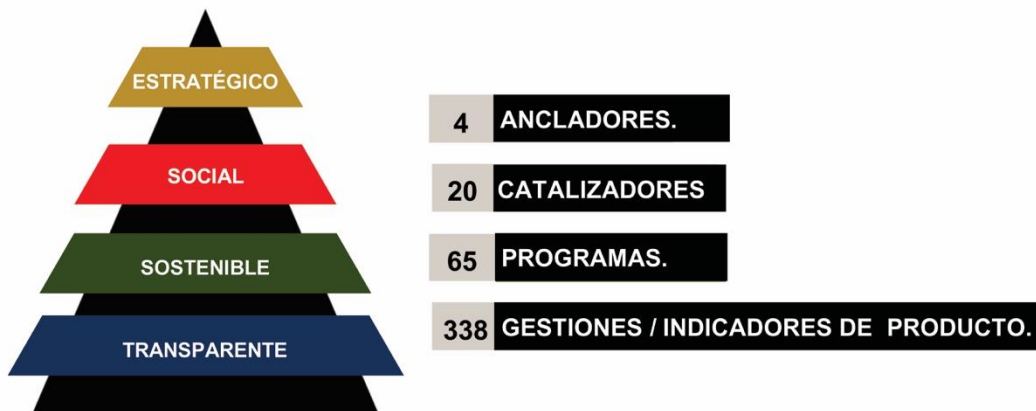 ESTRATÉGICO
SOCIAL
SOSTENIBLE
TRANSPARENTE
4 ANCLADORES.
20 CATALIZADORES
65 PROGRAMAS.
338 GESTIONES / INDICADORES DE PRODUCTO.